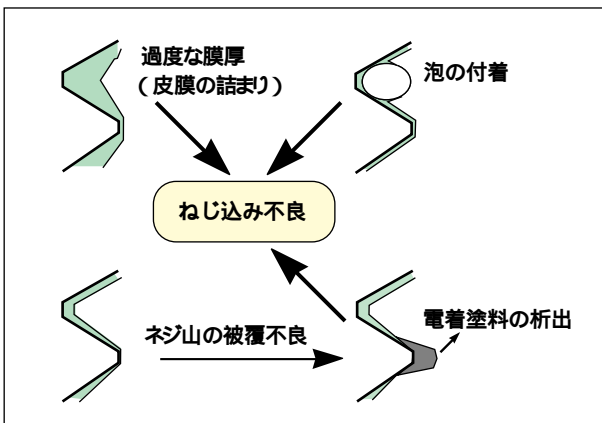 過度な膜厚
(皮膜の詰まり)
泡の付着
ねじ込み不良
電着塗料の析出
ネジ山の被覆不良